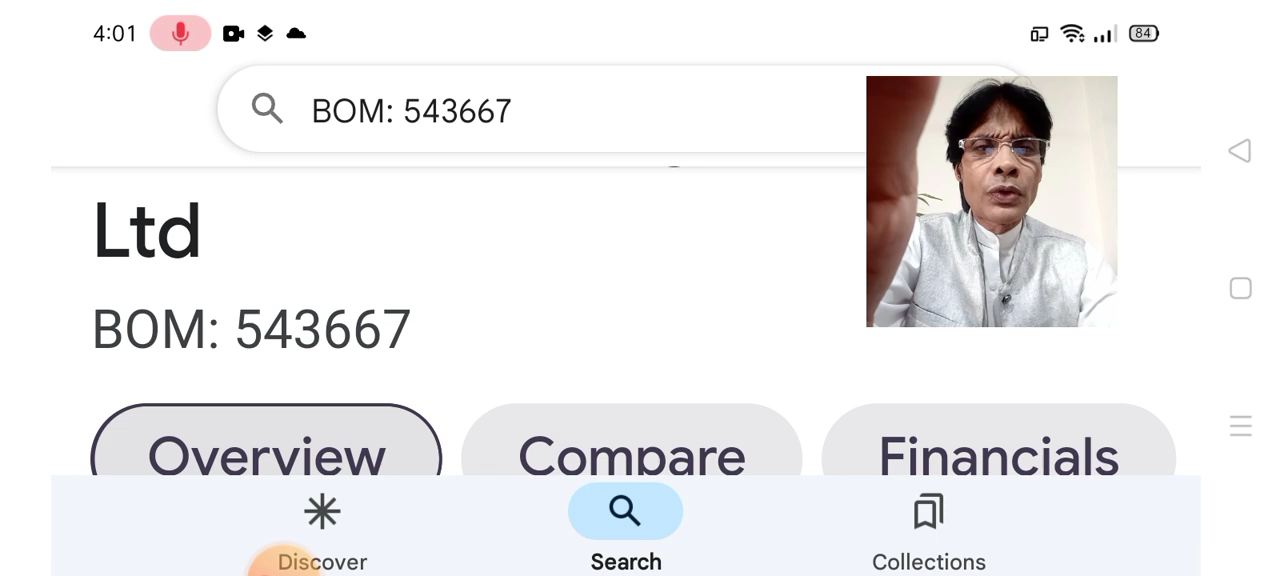 4:01
84
BOM: 543667
Ltd
BOM: 543667
Overview Compare Financials
Discover Search Collections